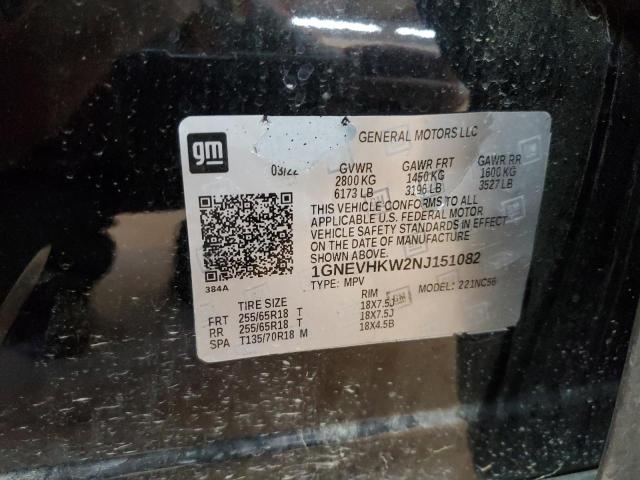 gm
GENERAL MOTORS LLC
03/22 GVWR GAWR FRT GAWR RR
2800 KG 1450 KG 1600 KG
6173 LB 3196 LB 3527 LB
THIS VEHICLE CONFORMS TO ALL
APPLICABLE U.S. FEDERAL MOTOR
VEHICLE SAFETY STANDARDS IN EFFECT
ON THE DATE OF MANUFACTURE
SHOWN ABOVE.
384A
1GNEVHKW2NJ151082
TYPE: MPV MODEL: 221NC56
TIRE SIZE RIM
FRT 255/65R18 T 18X7.5J
RR 255/65R18 T 18X7.5J
SPA T135/70R18 M 18X4.5B